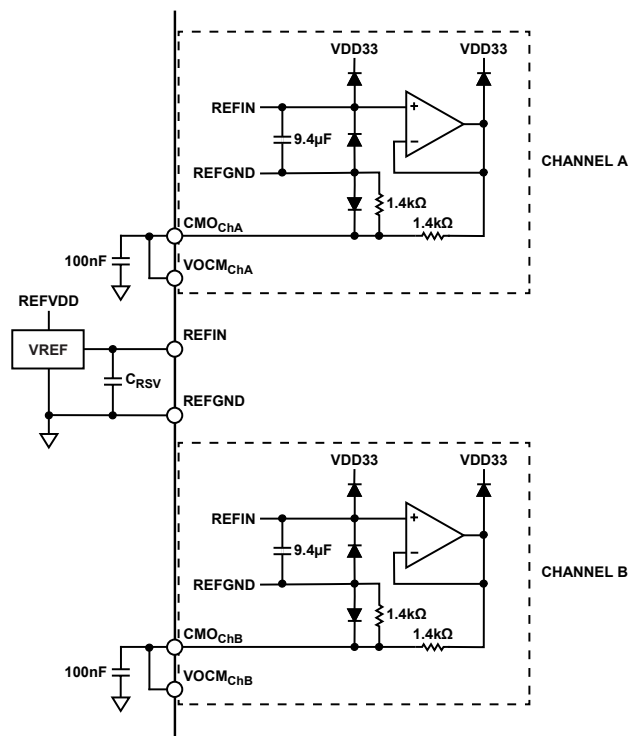 VDD33
VDD33
REFIN
9.4µF
CHANNEL A
REFGND
1.4kΩ
CMOChA
1.4kΩ
100nF
VOCMChA
REFVDD
REFIN
VREF
CRSV
REFGND
VDD33
VDD33
REFIN
9.4µF
CHANNEL B
REFGND
1.4kΩ
CMOChB
1.4kΩ
100nF
VOCMChB